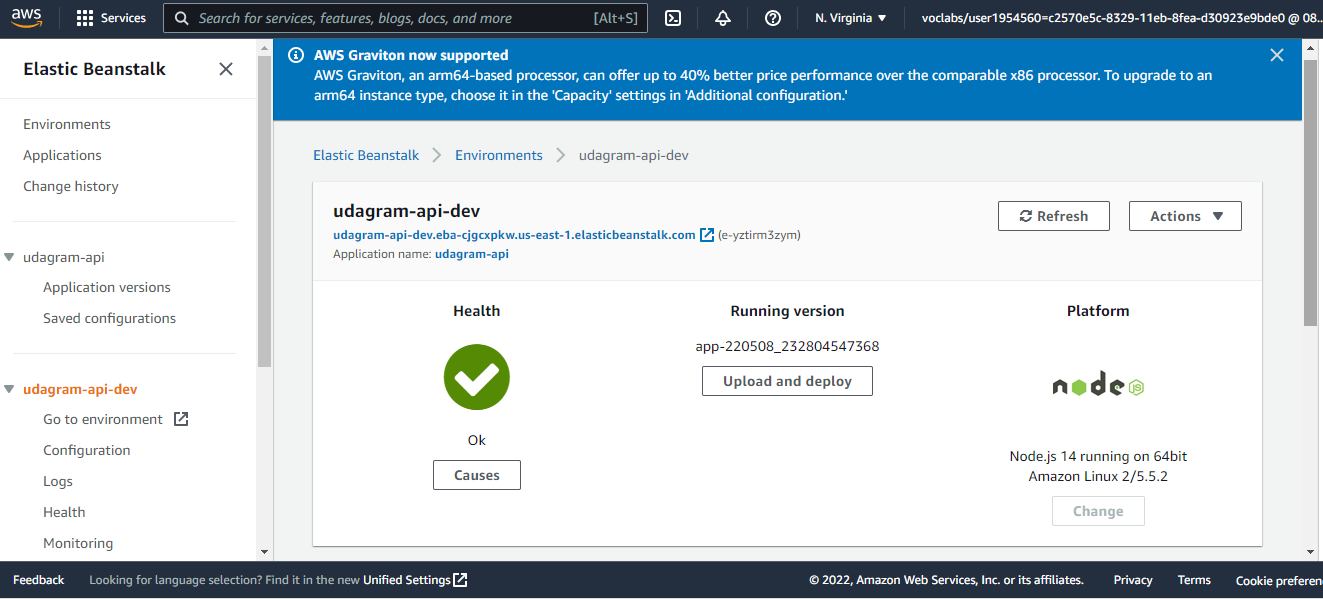 aws
Services
Search for services, features, blogs, docs, and more
[Alt+S]
N. Virginia
voclabs/user1954560=c2570e5c-8329-11eb-8fea-d30923e9bde0 @ 08...
Elastic Beanstalk
Environments
Applications
Change history
udagram-api
Application versions
Saved configurations
udagram-api-dev
Go to environment
Configuration
Logs
Health
Monitoring
AWS Graviton now supported
AWS Graviton, an arm64-based processor, can offer up to 40% better price performance over the comparable x86 processor. To upgrade to an
arm64 instance type, choose it in the 'Capacity' settings in 'Additional configuration.'
Elastic Beanstalk
Environments
udagram-api-dev
udagram-api-dev
udagram-api-dev.eba-cjgcxpkw.us-east-1.elasticbeanstalk.com (e-yztirm3zym)
Application name: udagram-api
Refresh
Actions
Health
Ok
Causes
Running version
app-220508_232804547368
Upload and deploy
Platform
node
JS
Node.js 14 running on 64bit
Amazon Linux 2/5.5.2
Change
Feedback
Looking for language selection? Find it in the new Unified Settings
© 2022, Amazon Web Services, Inc. or its affiliates.
Privacy
Terms
Cookie preferen